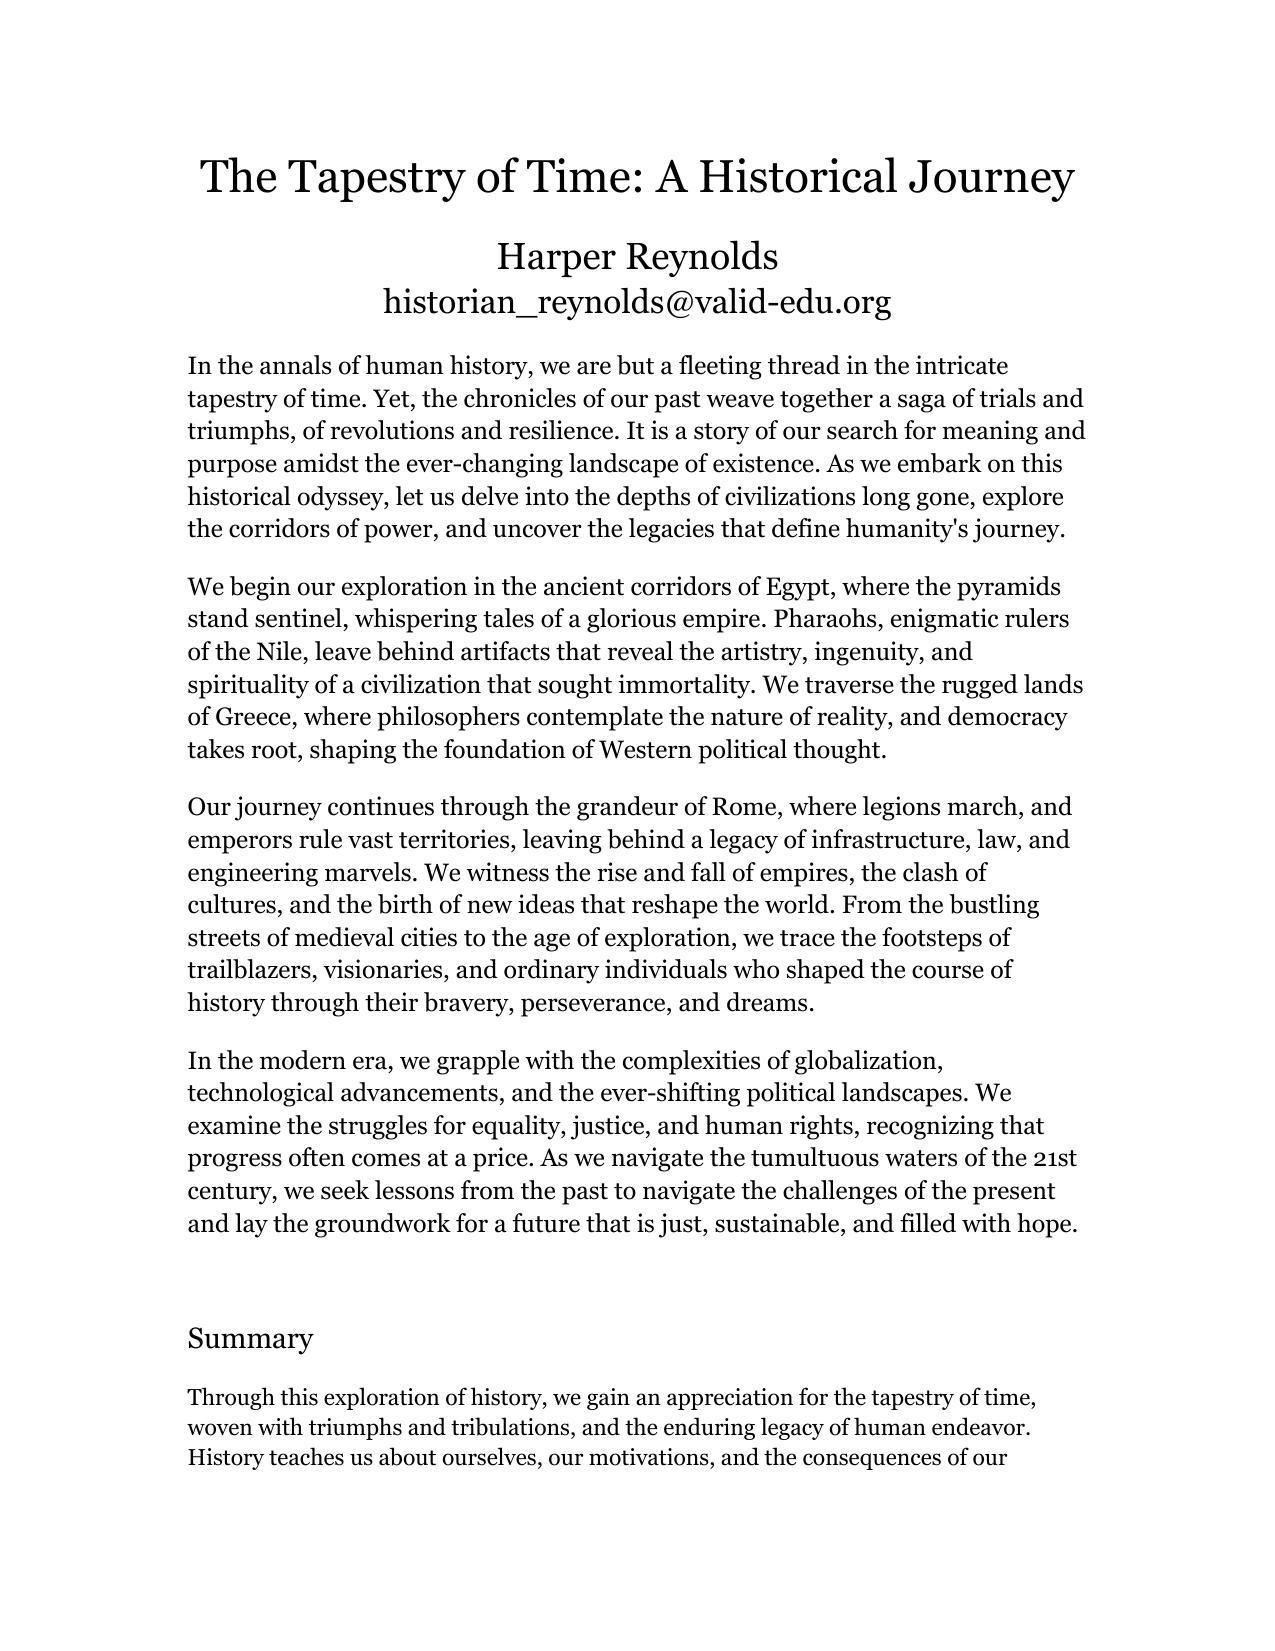 The Tapestry of Time: A Historical Journey
Harper Reynolds
historian_reynolds@valid-edu.org
In the annals of human history, we are but a fleeting thread in the intricate
tapestry of time. Yet, the chronicles of our past weave together a saga of trials and
triumphs, of revolutions and resilience. It is a story of our search for meaning and
purpose amidst the ever-changing landscape of existence. As we embark on this
historical odyssey, let us delve into the depths of civilizations long gone, explore
the corridors of power, and uncover the legacies that define humanity's journey.
We begin our exploration in the ancient corridors of Egypt, where the pyramids
stand sentinel, whispering tales of a glorious empire. Pharaohs, enigmatic rulers
of the Nile, leave behind artifacts that reveal the artistry, ingenuity, and
spirituality of a civilization that sought immortality. We traverse the rugged lands
of Greece, where philosophers contemplate the nature of reality, and democracy
takes root, shaping the foundation of Western political thought.
Our journey continues through the grandeur of Rome, where legions march, and
emperors rule vast territories, leaving behind a legacy of infrastructure, law, and
engineering marvels. We witness the rise and fall of empires, the clash of
cultures, and the birth of new ideas that reshape the world. From the bustling
streets of medieval cities to the age of exploration, we trace the footsteps of
trailblazers, visionaries, and ordinary individuals who shaped the course of
history through their bravery, perseverance, and dreams.
In the modern era, we grapple with the complexities of globalization,
technological advancements, and the ever-shifting political landscapes. We
examine the struggles for equality, justice, and human rights, recognizing that
progress often comes at a price. As we navigate the tumultuous waters of the 21st
century, we seek lessons from the past to navigate the challenges of the present
and lay the groundwork for a future that is just, sustainable, and filled with hope.
Summary
Through this exploration of history, we gain an appreciation for the tapestry of time,
woven with triumphs and tribulations, and the enduring legacy of human endeavor.
History teaches us about ourselves, our motivations, and the consequences of our